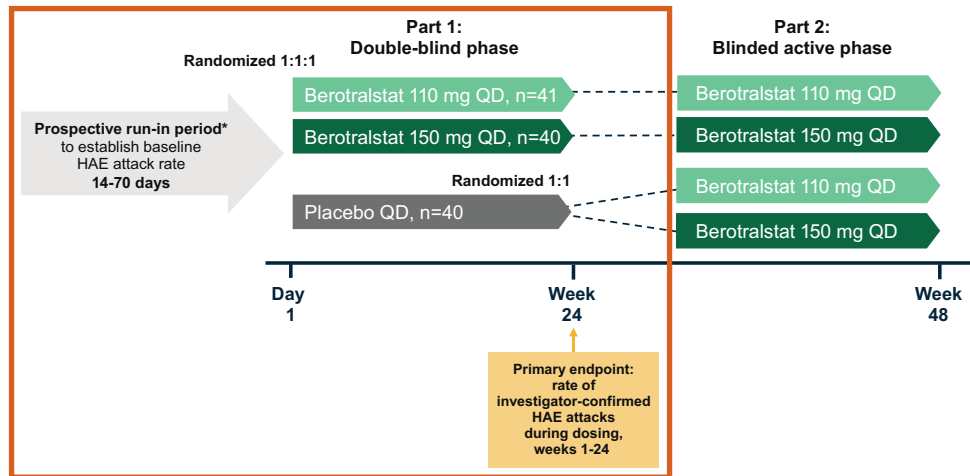 Part 1:
Double-blind phase
Part 2:
Blinded active phase
Randomized 1:1:1
Prospective run-in period*
to establish baseline
HAE attack rate
14-70 days
Berotralstat 110 mg QD, n=41
Berotralstat 150 mg QD, n=40
Randomized 1:1
Placebo QD, n=40
Berotralstat 110 mg QD
Berotralstat 150 mg QD
Berotralstat 110 mg QD
Berotralstat 150 mg QD
Day
1
Week
24
Week
48
Primary endpoint:
rate of
investigator-confirmed
HAE attacks
during dosing,
weeks 1-24